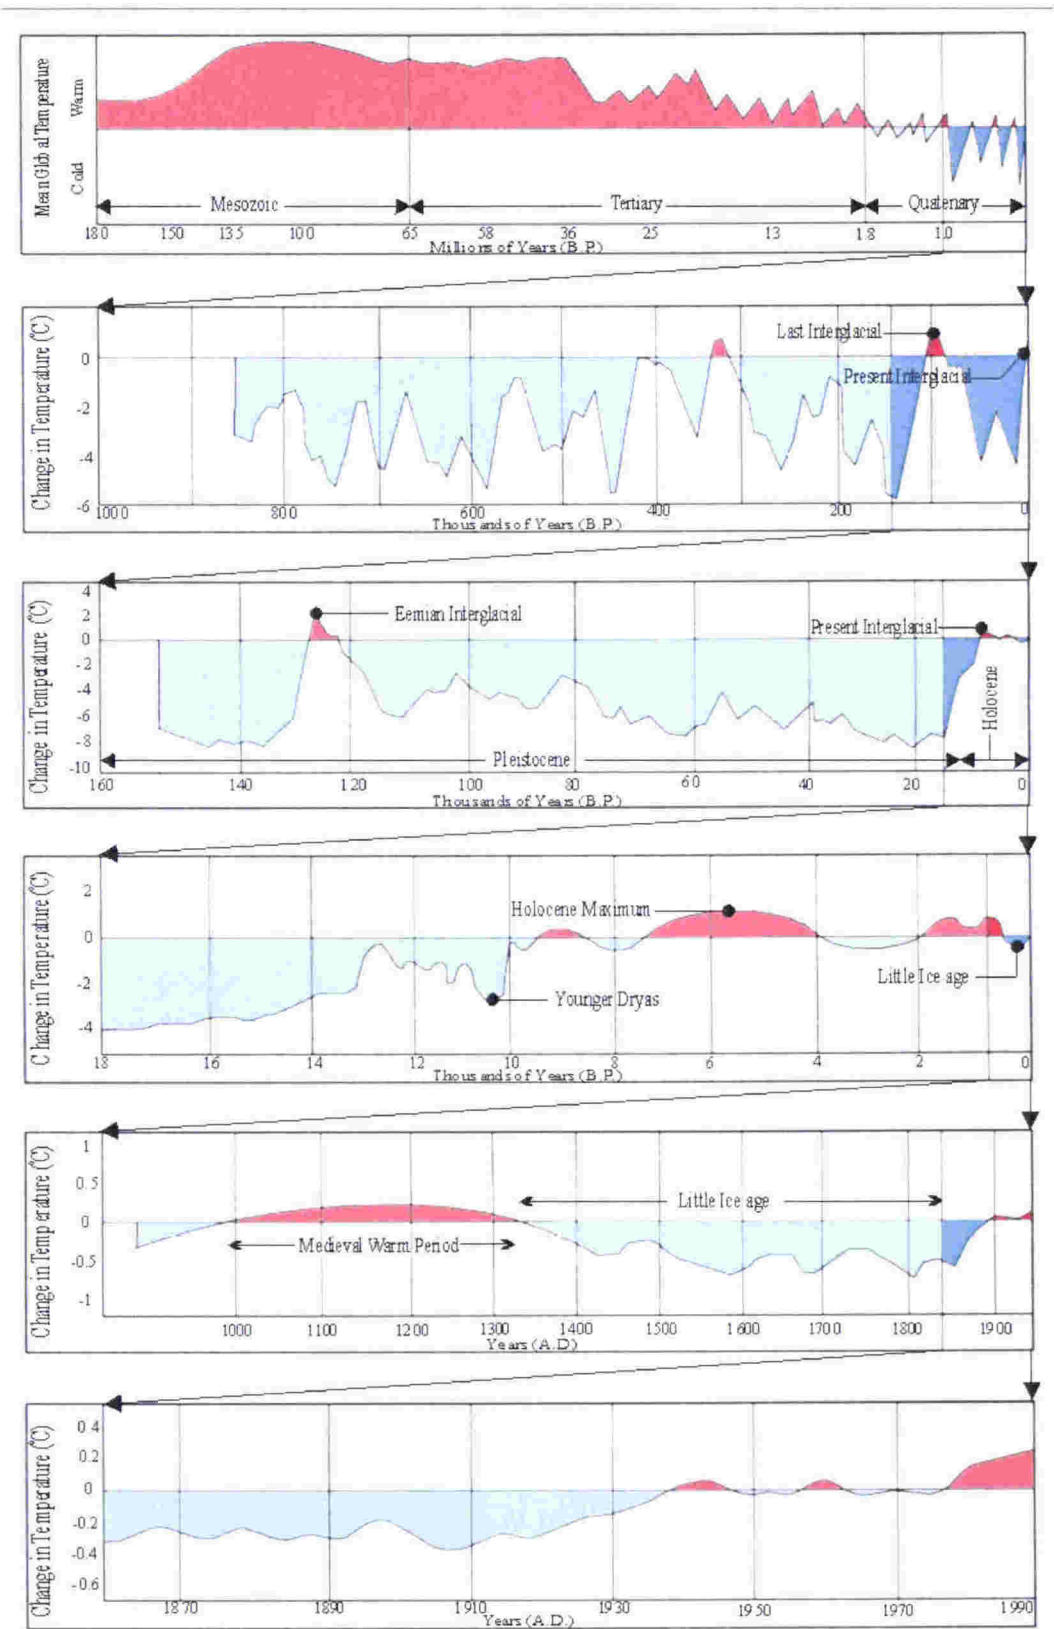 Mean Global Temperature
Warm
Cold
Mesozoic
Tertiary
Quatenary
180 150 135 100 65 58 36 25 13 1.8 1.0
Millions of Years (B.P.)
Change in Temperature (°C)
0
-2
-4
-6
Last Interglacial
Present Interglacial
1000 800 600 400 200 0
Thousands of Years (B.P.)
Change in Temperature (°C)
4
2
0
-2
-4
-6
-8
-10
Eemian Interglacial
Present Interglacial
Holocene
Pleistocene
160 140 120 100 80 60 40 20 0
Thousands of Years (B.P.)
Change in Temperature (°C)
2
0
-2
-4
Holocene Maximum
Younger Dryas
Little Ice age
18 16 14 12 10 8 6 4 2 0
Thousands of Years (B.P.)
Change in Temperature (°C)
1
0.5
0
-0.5
-1
Little Ice age
Medieval Warm Period
1000 1100 1200 1300 1400 1500 1600 1700 1800 1900
Years (A.D.)
Change in Temperature (°C)
0.4
0.2
0
-0.2
-0.4
-0.6
1870 1890 1910 1930 1950 1970 1990
Years (A.D.)